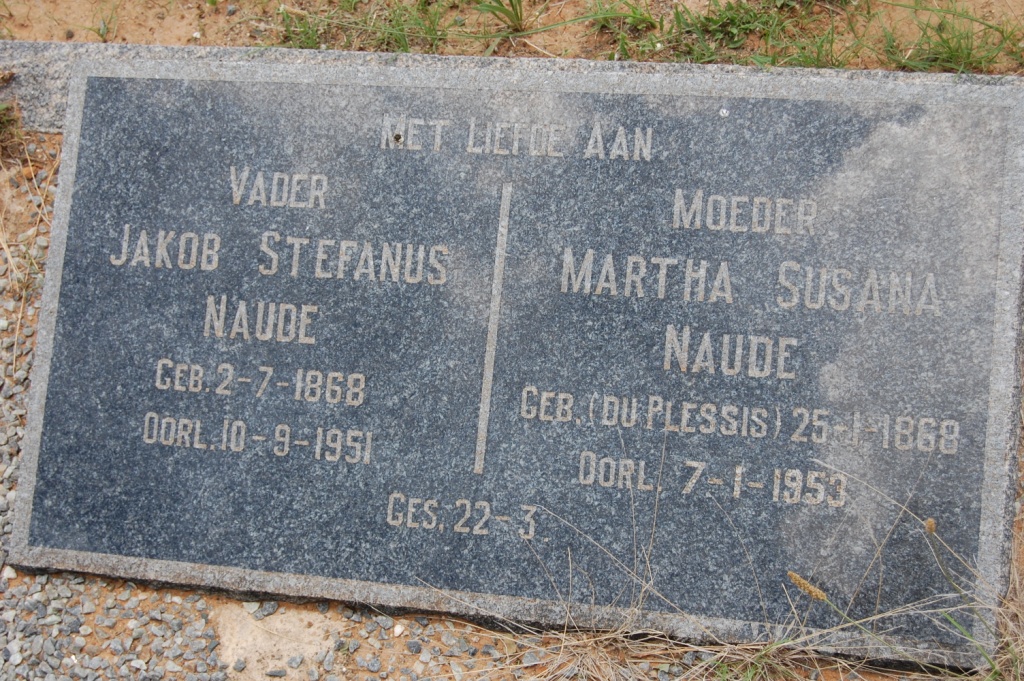 MET LIEFDE AAN
VADER
JAKOB STEFANUS
NAUDE
GEB. 2-7-1868
OORL. 10-9-1951
MOEDER
MARTHA SUSANA
NAUDE
GEB. (DU PLESSIS) 25-1-1868
OORL. 7-1-1953
GES. 22-3